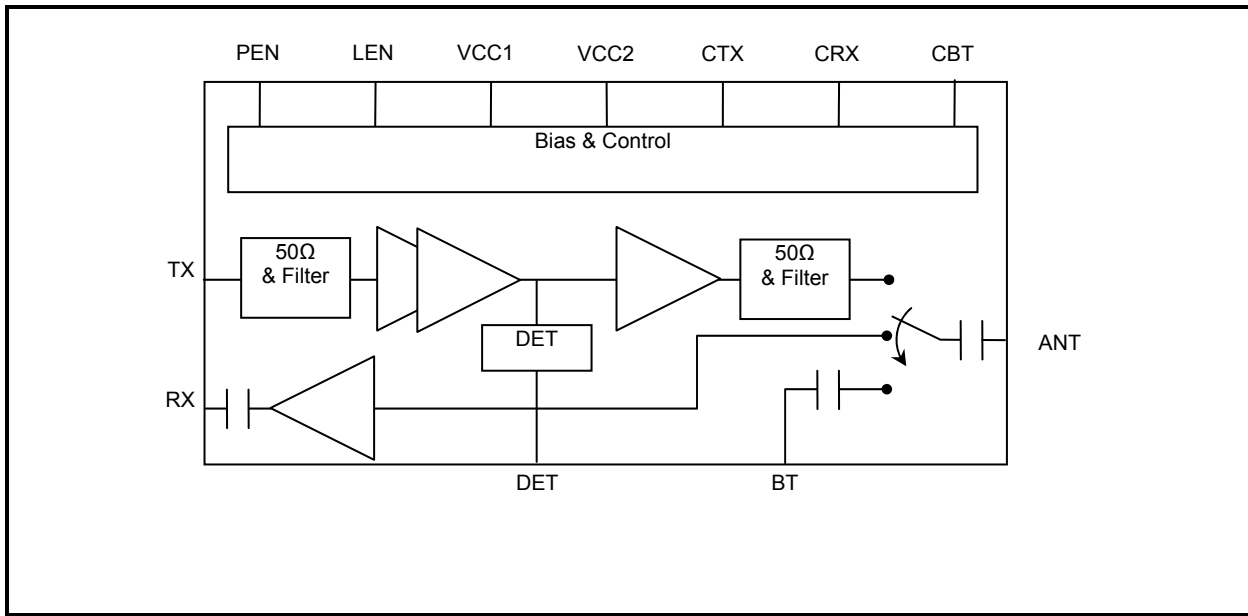 PEN LEN VCC1 VCC2 CTX CRX CBT
Bias & Control
TX
50Ω
& Filter
50Ω
& Filter
DET
ANT
RX
DET
BT